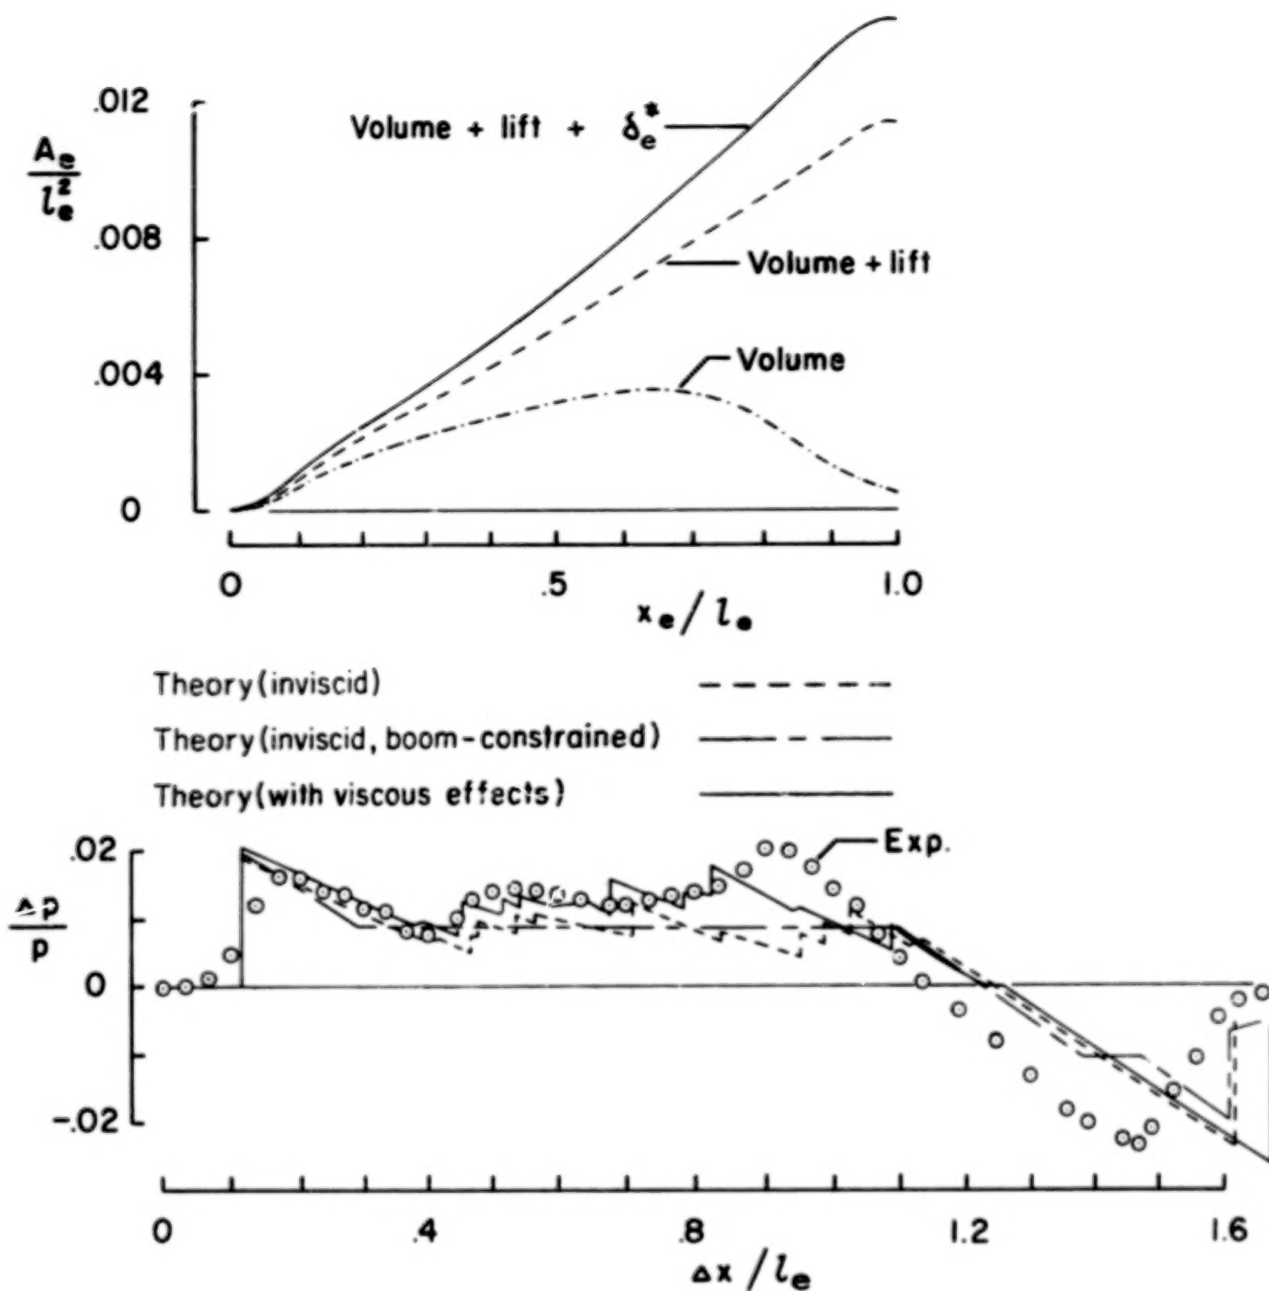 .012
Volume + lift + δe*
Ae
le²
.008
Volume + lift
.004
Volume
0
0 .5 1.0
xe/le
Theory (inviscid)
Theory (inviscid, boom-constrained)
Theory (with viscous effects)
.02
Exp.
Δp
p
0
-.02
0 .4 .8 1.2 1.6
Δx/le